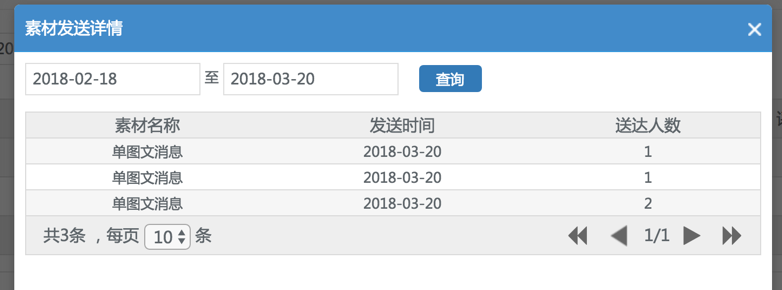 素材发送详情
2018-02-18 至 2018-03-20 查询
素材名称 发送时间 送达人数
单图文消息 2018-03-20 1
单图文消息 2018-03-20 1
单图文消息 2018-03-20 2
共3条 ，每页 10 条 1/1